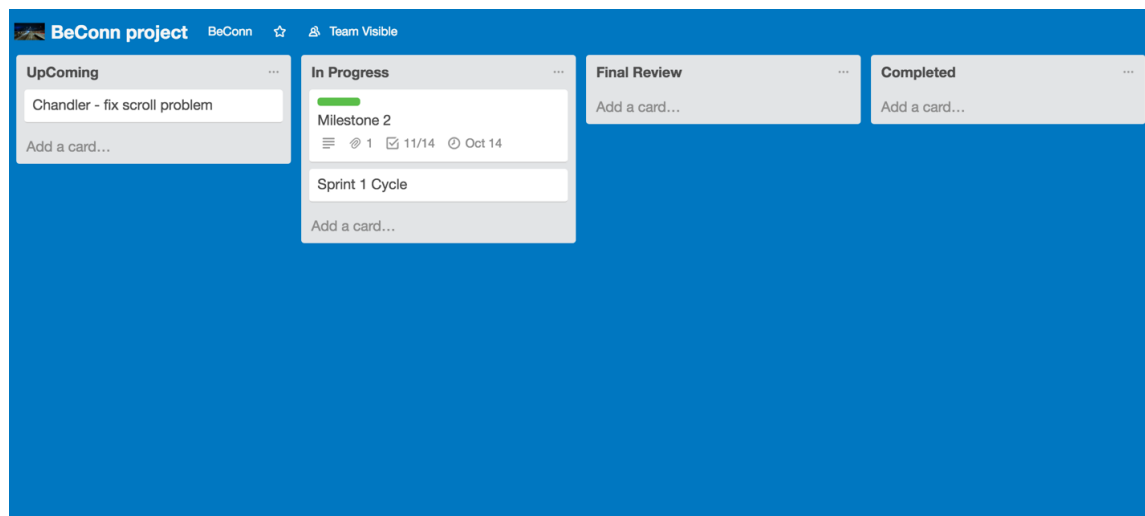 BeConn project BeConn Team Visible
UpComing
Chandler - fix scroll problem
Add a card…
In Progress
Milestone 2
1 11/14 Oct 14
Sprint 1 Cycle
Add a card…
Final Review
Add a card…
Completed
Add a card…